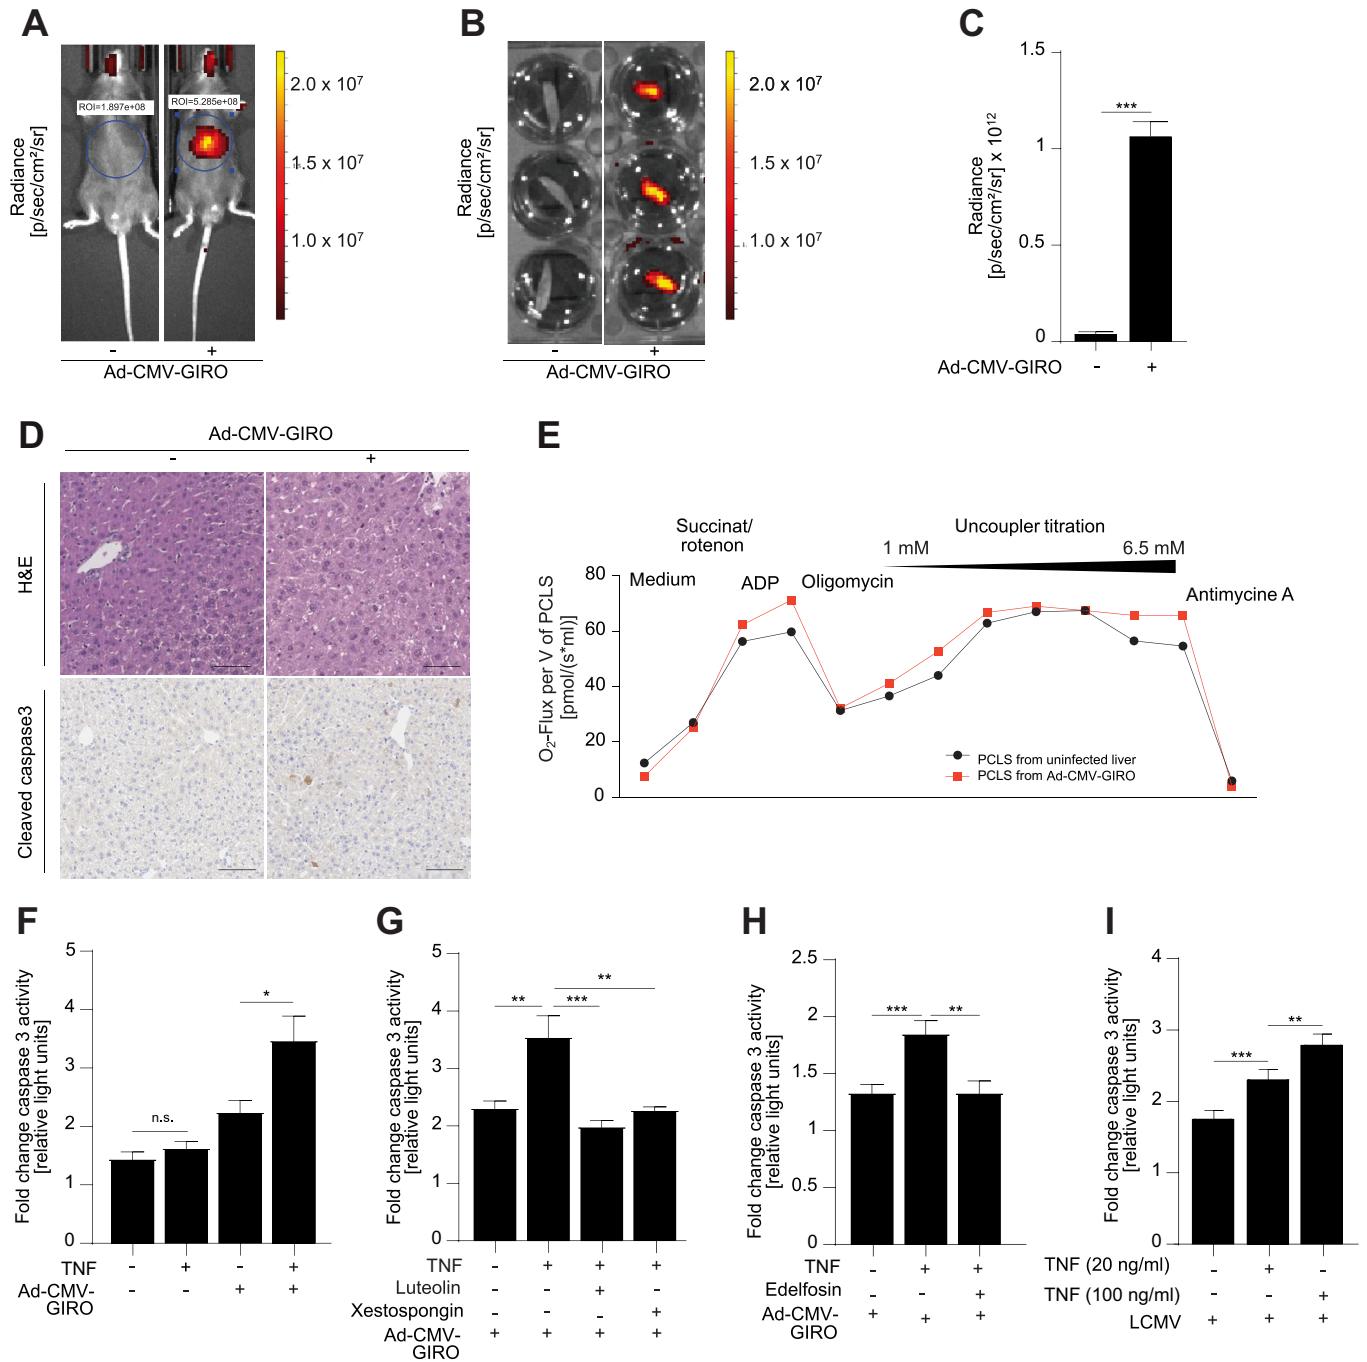 A
Radiance
[p/sec/cm²/sr]
ROI=1.897e+08
ROI=5.285e+08
2.0 x 10⁷
1.5 x 10⁷
1.0 x 10⁷
- +
Ad-CMV-GIRO
B
Radiance
[p/sec/cm²/sr]
2.0 x 10⁷
1.5 x 10⁷
1.0 x 10⁷
- +
Ad-CMV-GIRO
C
Radiance
[p/sec/cm²/sr] x 10¹²
1.5
1
0.5
0
***
Ad-CMV-GIRO - +
D
Ad-CMV-GIRO
- +
H&E
Cleaved caspase3
E
Succinat/
rotenon
Uncoupler titration
1 mM 6.5 mM
Medium
ADP
Oligomycin
Antimycine A
O₂-Flux per V of PCLS
[pmol/(s*ml)]
80
60
40
20
0
PCLS from uninfected liver
PCLS from Ad-CMV-GIRO
F
Fold change caspase 3 activity
[relative light units]
5
4
3
2
1
0
n.s.
*
TNF - + - +
Ad-CMV-
GIRO
- - + +
G
Fold change caspase 3 activity
[relative light units]
5
4
3
2
1
0
** *** **
TNF - + + +
Luteolin - - + -
Xestospongin - - - +
Ad-CMV-
GIRO
+ + + +
H
Fold change caspase 3 activity
[relative light units]
2.5
2
1.5
1
0.5
0
*** **
TNF - + +
Edelfosin - - +
Ad-CMV-
GIRO
+ + +
I
Fold change caspase 3 activity
[relative light units]
4
3
2
1
0
*** **
TNF (20 ng/ml) - + -
TNF (100 ng/ml) - - +
LCMV + + +